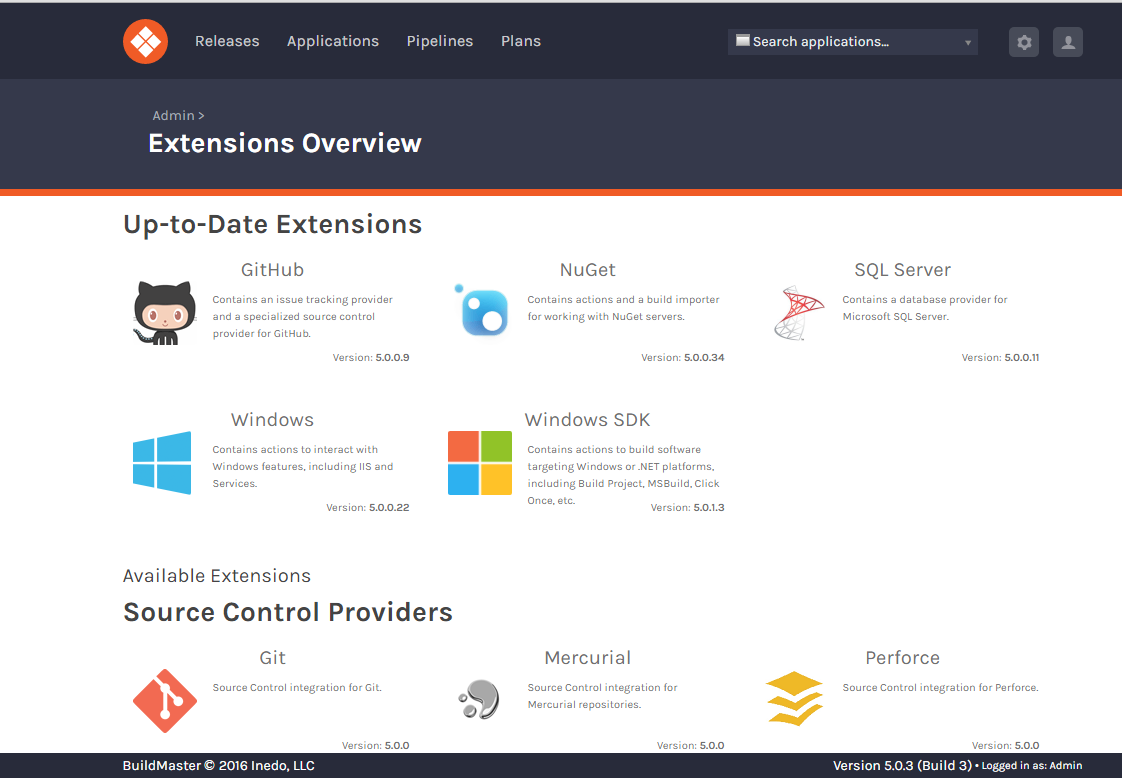 Releases Applications Pipelines Plans Search applications...
Admin >
Extensions Overview
Up-to-Date Extensions
GitHub
Contains an issue tracking provider
and a specialized source control
provider for GitHub.
Version: 5.0.0.9
NuGet
Contains actions and a build importer
for working with NuGet servers.
Version: 5.0.0.34
SQL Server
Contains a database provider for
Microsoft SQL Server.
Version: 5.0.0.11
Windows
Contains actions to interact with
Windows features, including IIS and
Services.
Version: 5.0.0.22
Windows SDK
Contains actions to build software
targeting Windows or .NET platforms,
including Build Project, MSBuild, Click
Once, etc.
Version: 5.0.1.3
Available Extensions
Source Control Providers
Git
Source Control integration for Git.
Version: 5.0.0
Mercurial
Source Control integration for
Mercurial repositories.
Version: 5.0.0
Perforce
Source Control integration for Perforce.
Version: 5.0.0
BuildMaster © 2016 Inedo, LLC
Version 5.0.3 (Build 3) • Logged in as: Admin